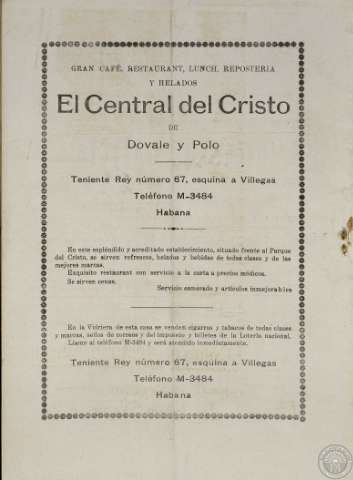 GRAN CAFÉ, RESTAURANT, LUNCH, REPOSTERIA
Y HELADOS
El Central del Cristo
DE
Dovale y Polo
Teniente Rey número 67, esquina a Villegas
Teléfono M-3484
Habana
En este espléndido y acreditado establecimiento, situado frente al Parque
del Cristo, se sirven refrescos, helados y bebidas de todas clases y de las
mejores marcas.
Exquisito restaurant con servicio a la carta a precios módicos.
Se sirven cenas.
Servicio esmerado y artículos inmejorables
En la Vidriera de esta casa se venden cigarros y tabacos de todas clases
y marcas, sellos de correos y del impuesto y billetes de la Lotería nacional.
Llame al teléfono M-3484 y será atendido inmediatamente.
Teniente Rey número 67, esquina a Villegas
Teléfono M-3484
Habana